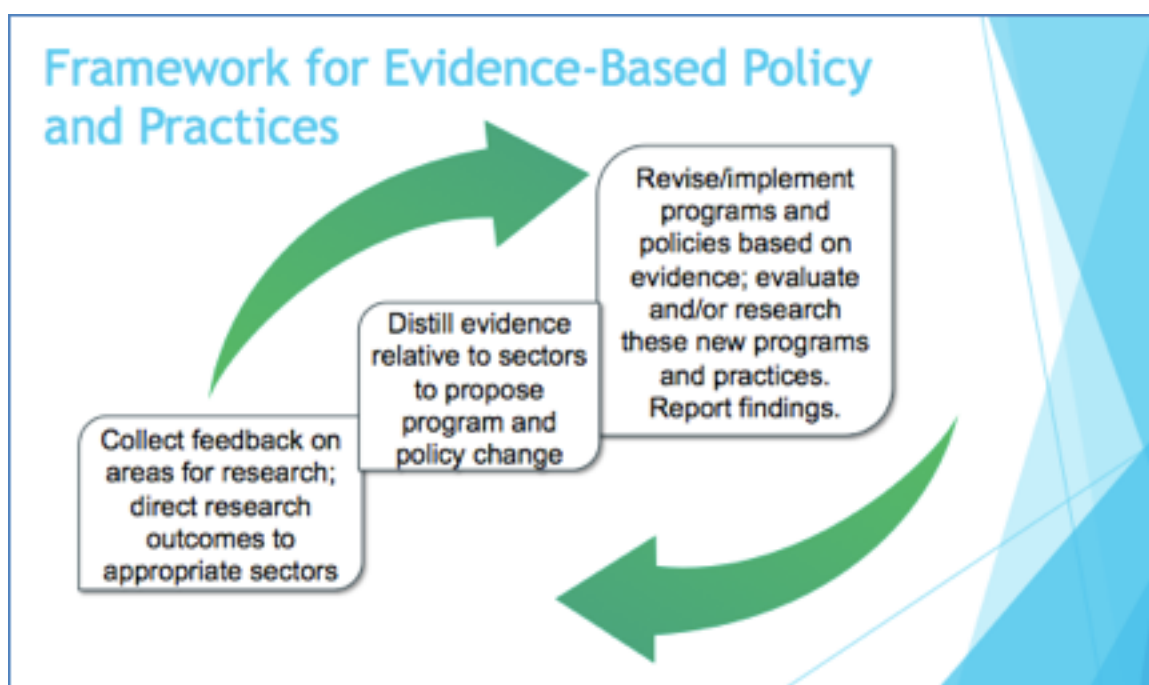 Framework for Evidence-Based Policy
and Practices
Collect feedback on
areas for research;
direct research
outcomes to
appropriate sectors
Distill evidence
relative to sectors
to propose
program and
policy change
Revise/implement
programs and
policies based on
evidence; evaluate
and/or research
these new programs
and practices.
Report findings.